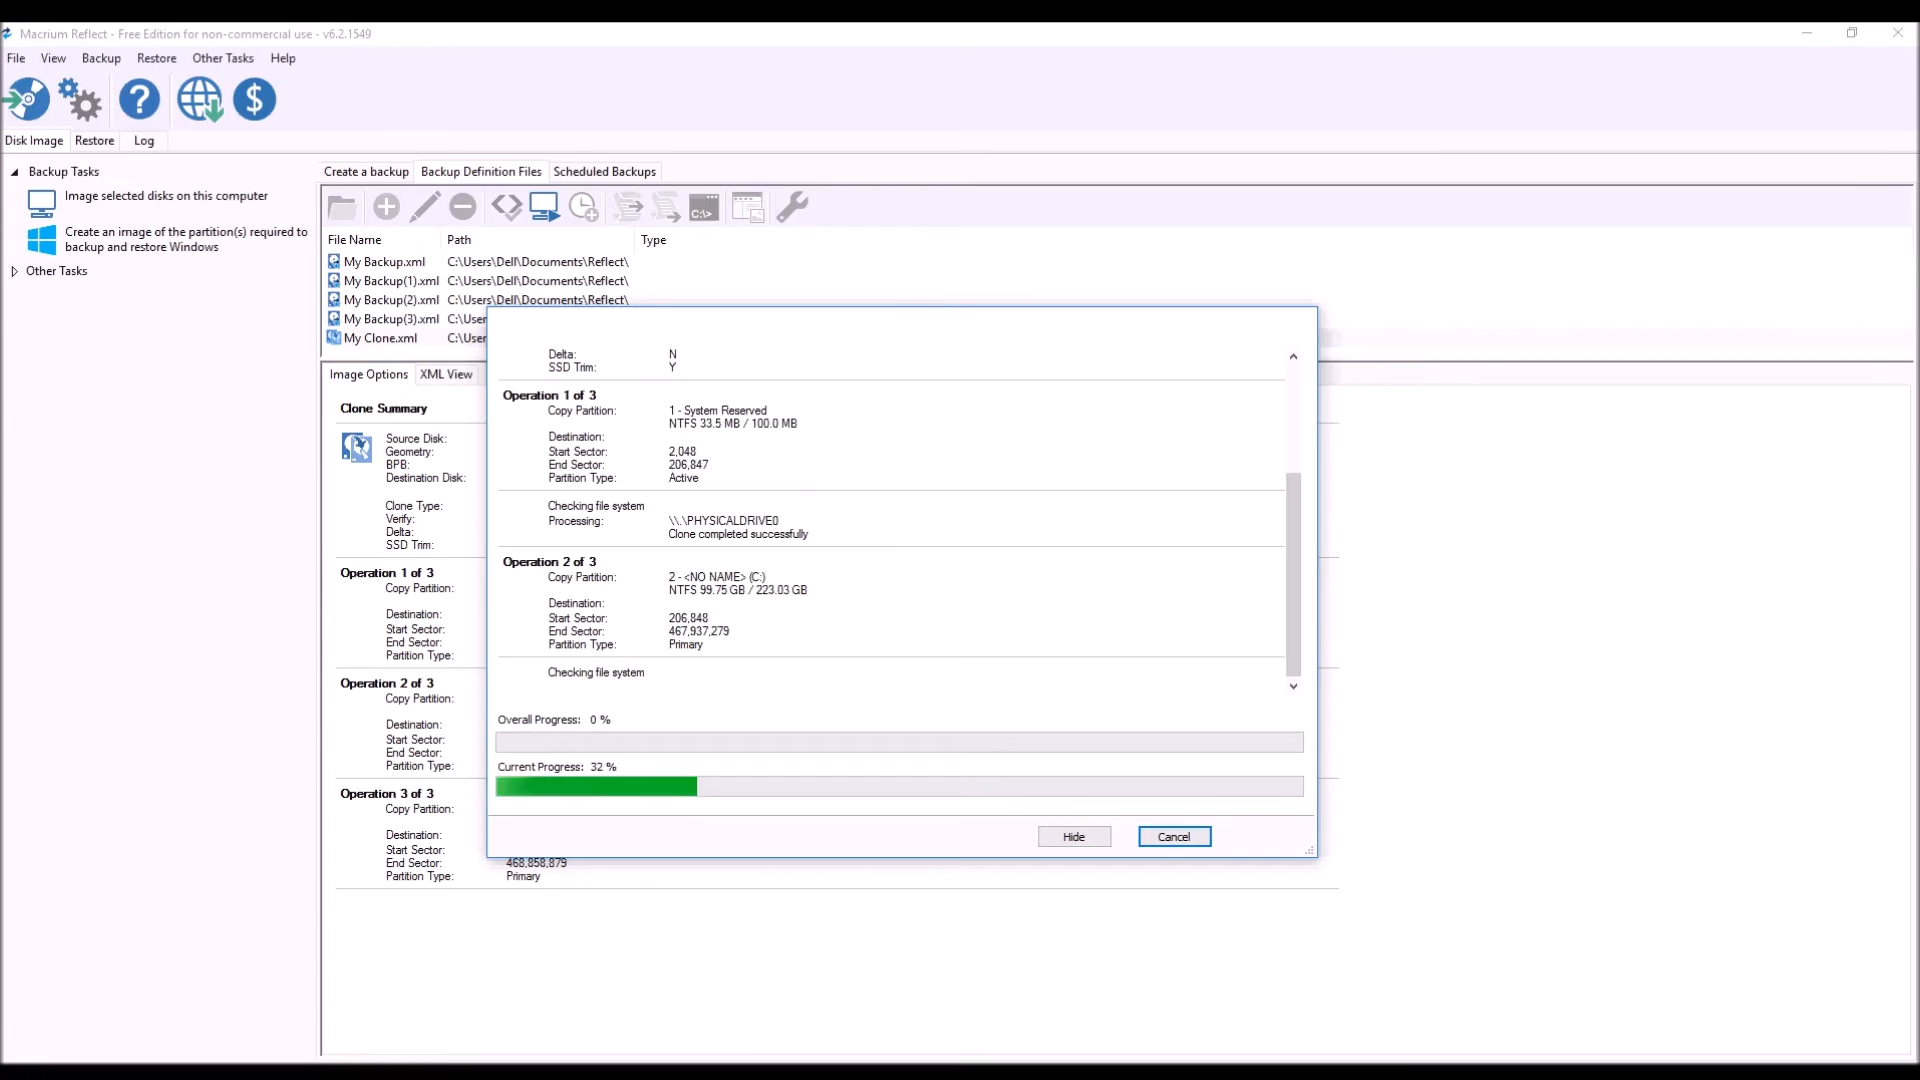 Macrium Reflect - Free Edition for non-commercial use - v6.2.1549
File View Backup Restore Other Tasks Help
? $
Disk Image Restore Log
Backup Tasks
Image selected disks on this computer
Create an image of the partition(s) required to
backup and restore Windows
Other Tasks
Create a backup Backup Definition Files Scheduled Backups
C:\>
File Name Path Type
My Backup.xml C:\Users\Dell\Documents\Reflect\
My Backup(1).xml C:\Users\Dell\Documents\Reflect\
My Backup(2).xml C:\Users\Dell\Documents\Reflect\
My Backup(3).xml C:\User
My Clone.xml C:\User
Image Options XML View
Clone Summary
Source Disk:
Geometry:
BPB:
Destination Disk:
Clone Type:
Verify:
Delta:
SSD Trim:
Operation 1 of 3
Copy Partition:
Destination:
Start Sector:
End Sector:
Partition Type:
Operation 2 of 3
Copy Partition:
Destination:
Start Sector:
End Sector:
Partition Type:
Operation 3 of 3
Copy Partition:
Destination:
Start Sector:
End Sector: 468,858,879
Partition Type: Primary
Delta: N
SSD Trim: Y
Operation 1 of 3
Copy Partition: 1 - System Reserved
NTFS 33.5 MB / 100.0 MB
Destination:
Start Sector: 2,048
End Sector: 206,847
Partition Type: Active
Checking file system
Processing: \\.\PHYSICALDRIVE0
Clone completed successfully
Operation 2 of 3
Copy Partition: 2 - <NO NAME> (C:)
NTFS 99.75 GB / 223.03 GB
Destination:
Start Sector: 206,848
End Sector: 467,937,279
Partition Type: Primary
Checking file system
Overall Progress: 0 %
Current Progress: 32 %
Hide Cancel